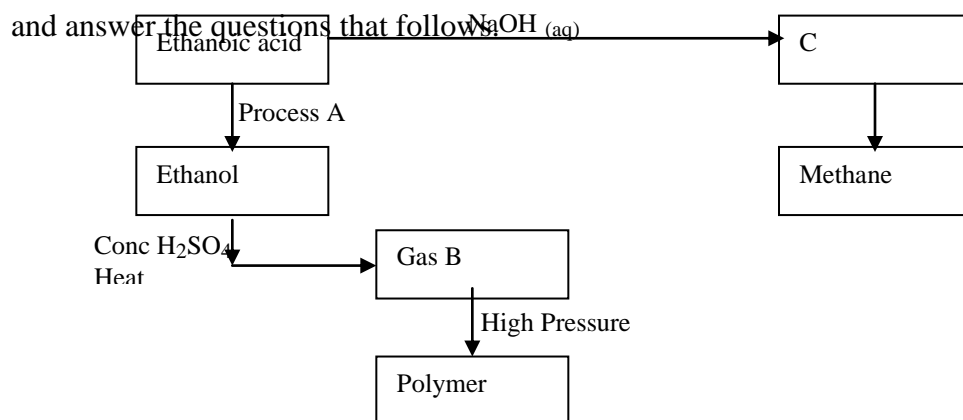 and answer the questions that follows.
NaOH (aq)
Ethanoic acid
C
Process A
Ethanol
Methane
Conc H₂SO₄
Heat
Gas B
High Pressure
Polymer